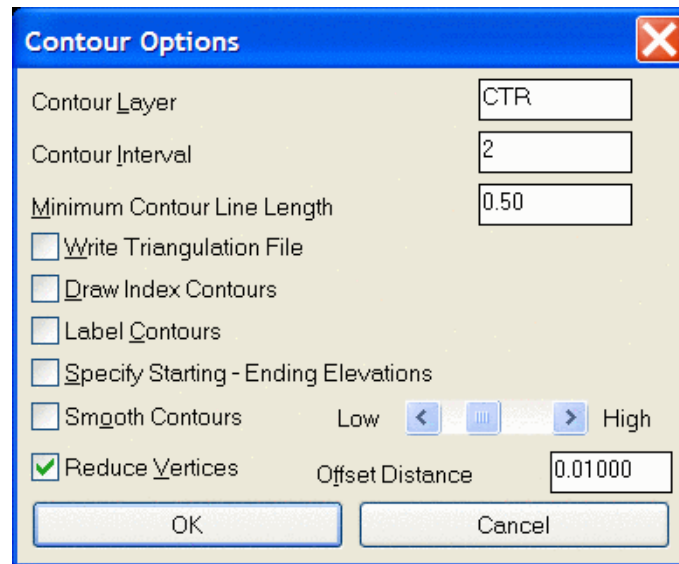 Contour Options
Contour Layer CTR
Contour Interval 2
Minimum Contour Line Length 0.50
Write Triangulation File
Draw Index Contours
Label Contours
Specify Starting - Ending Elevations
Smooth Contours Low High
Reduce Vertices Offset Distance 0.01000
OK Cancel